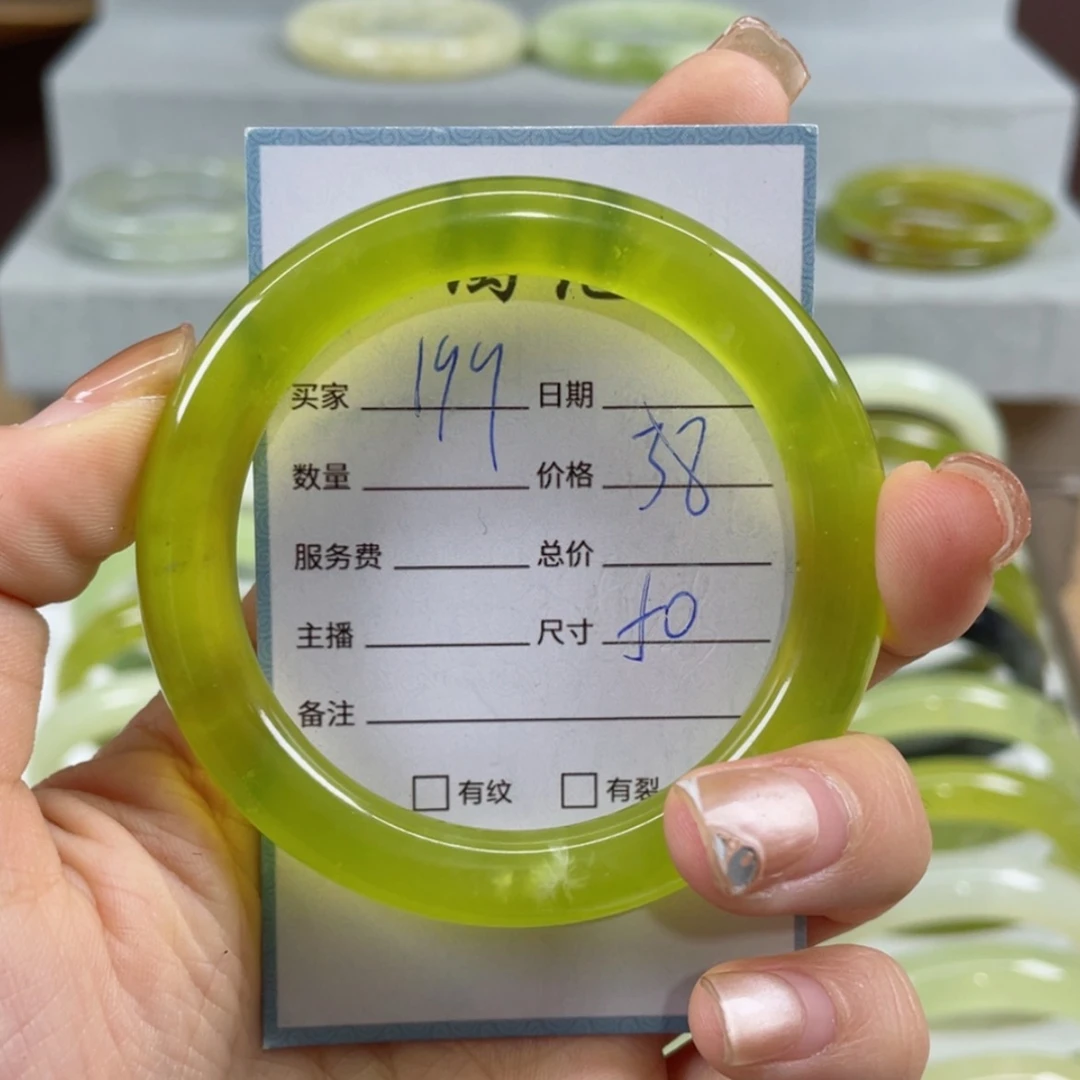 买家 199 日期
数量 价格 38
服务费 总价
主播 尺寸 50
备注
□有纹 □有裂